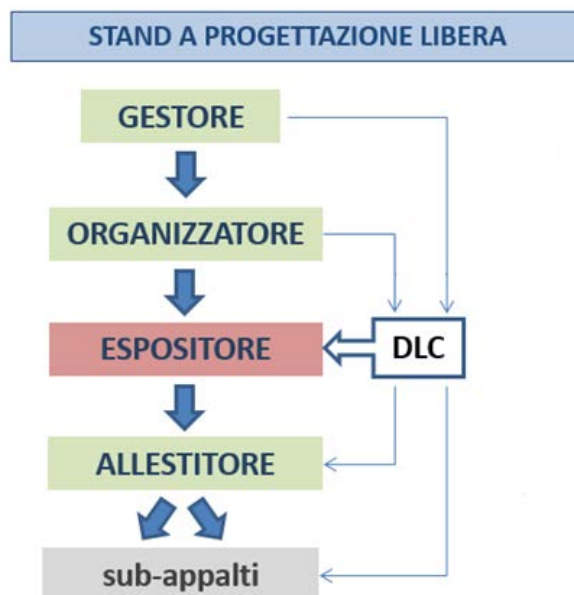 STAND A PROGETTAZIONE LIBERA
GESTORE
ORGANIZZATORE
ESPOSITORE
DLC
ALLESTITORE
sub-appalti